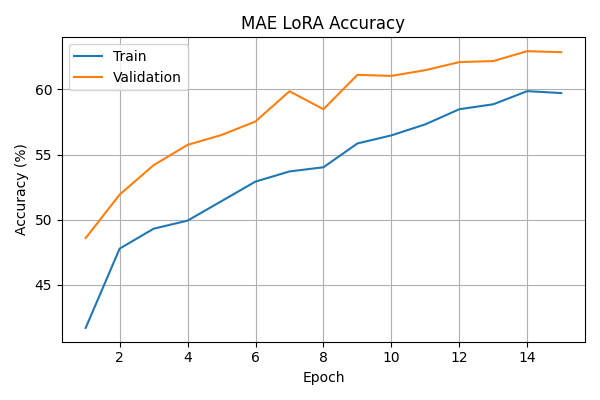 MAE LoRA Accuracy
Train
Validation
Accuracy (%)
60
55
50
45
2 4 6 8 10 12 14
Epoch